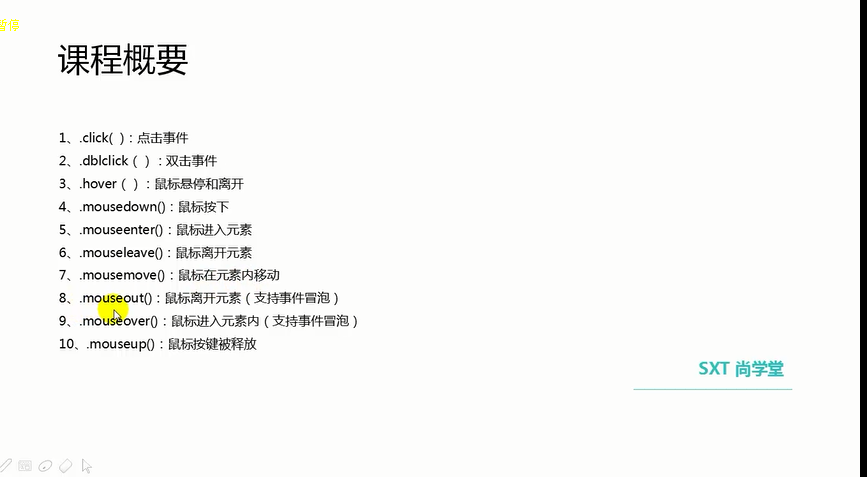 暂停
课程概要
1、.click( )：点击事件
2、.dblclick（ ）：双击事件
3、.hover（ ）：鼠标悬停和离开
4、.mousedown()：鼠标按下
5、.mouseenter()：鼠标进入元素
6、.mouseleave()：鼠标离开元素
7、.mousemove()：鼠标在元素内移动
8、.mouseout()：鼠标离开元素（支持事件冒泡）
9、.mouseover()：鼠标进入元素内（支持事件冒泡）
10、.mouseup()：鼠标按键被释放
SXT 尚学堂